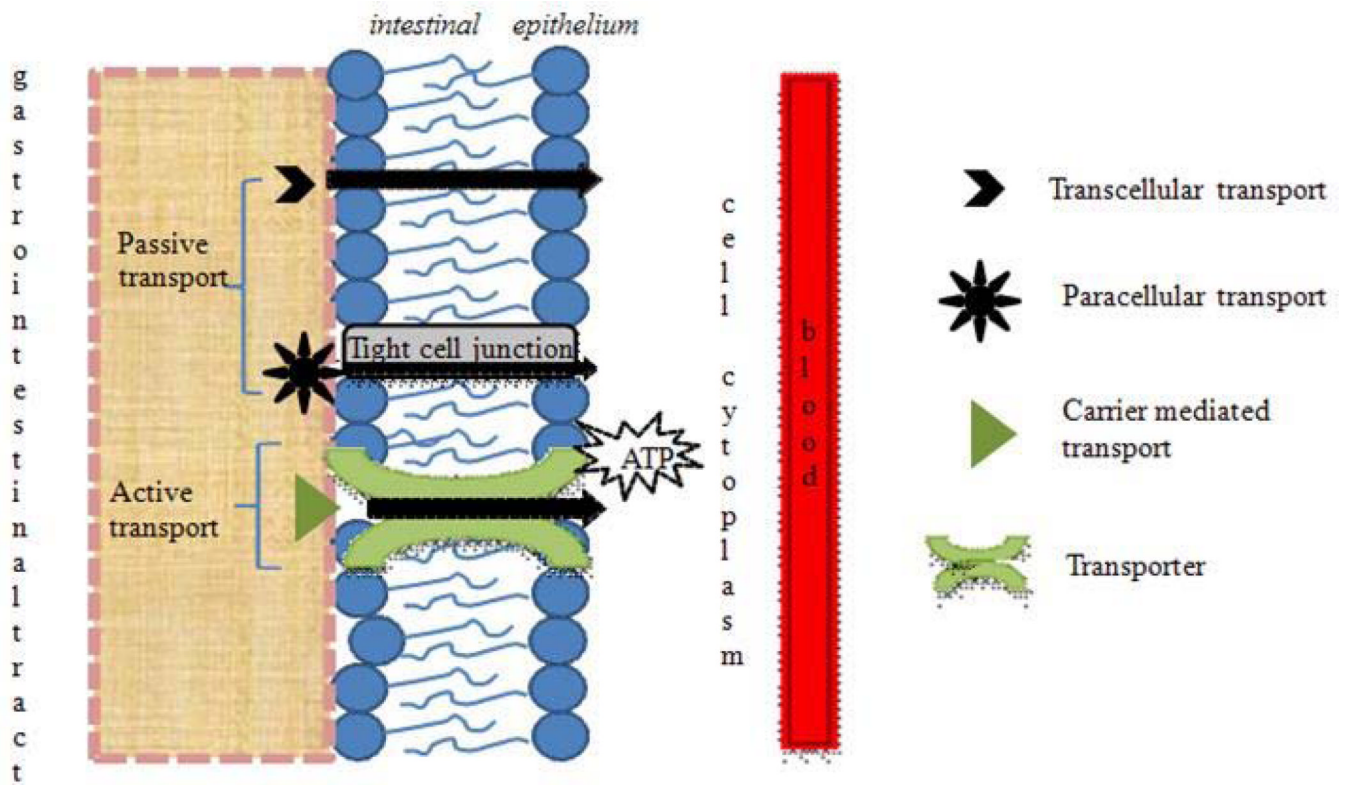 intestinal epithelium
gastrointestinal tract
Passive
transport
Tight cell junction
Active
transport
ATP
cell cytoplasm
blood
Transcellular transport
Paracellular transport
Carrier mediated
transport
Transporter